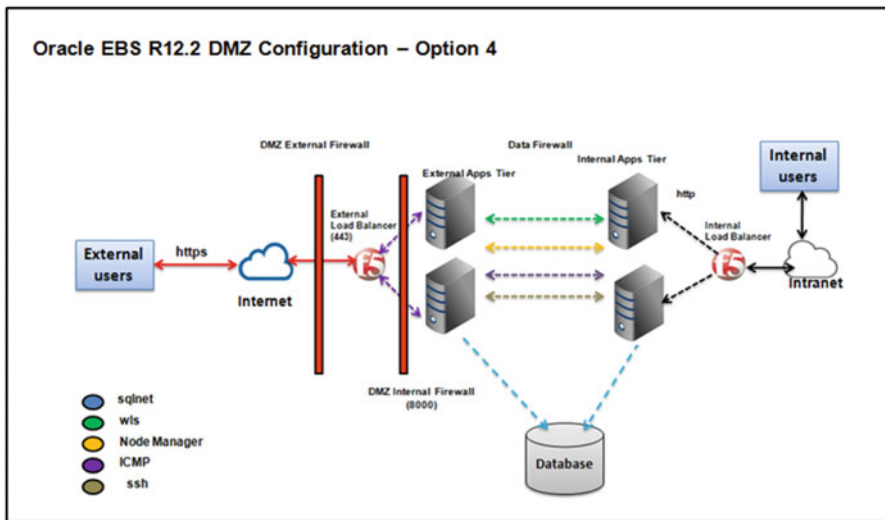 Oracle EBS R12.2 DMZ Configuration – Option 4
DMZ External Firewall
Data Firewall
External Apps Tier
Internal Apps Tier
Internal
users
http
External
Load Balancer
(443)
Internal
Load Balancer
External
users
https
F5
F5
Internet
Intranet
DMZ Internal Firewall
(8000)
sqlnet
wls
Node Manager
ICMP
ssh
Database